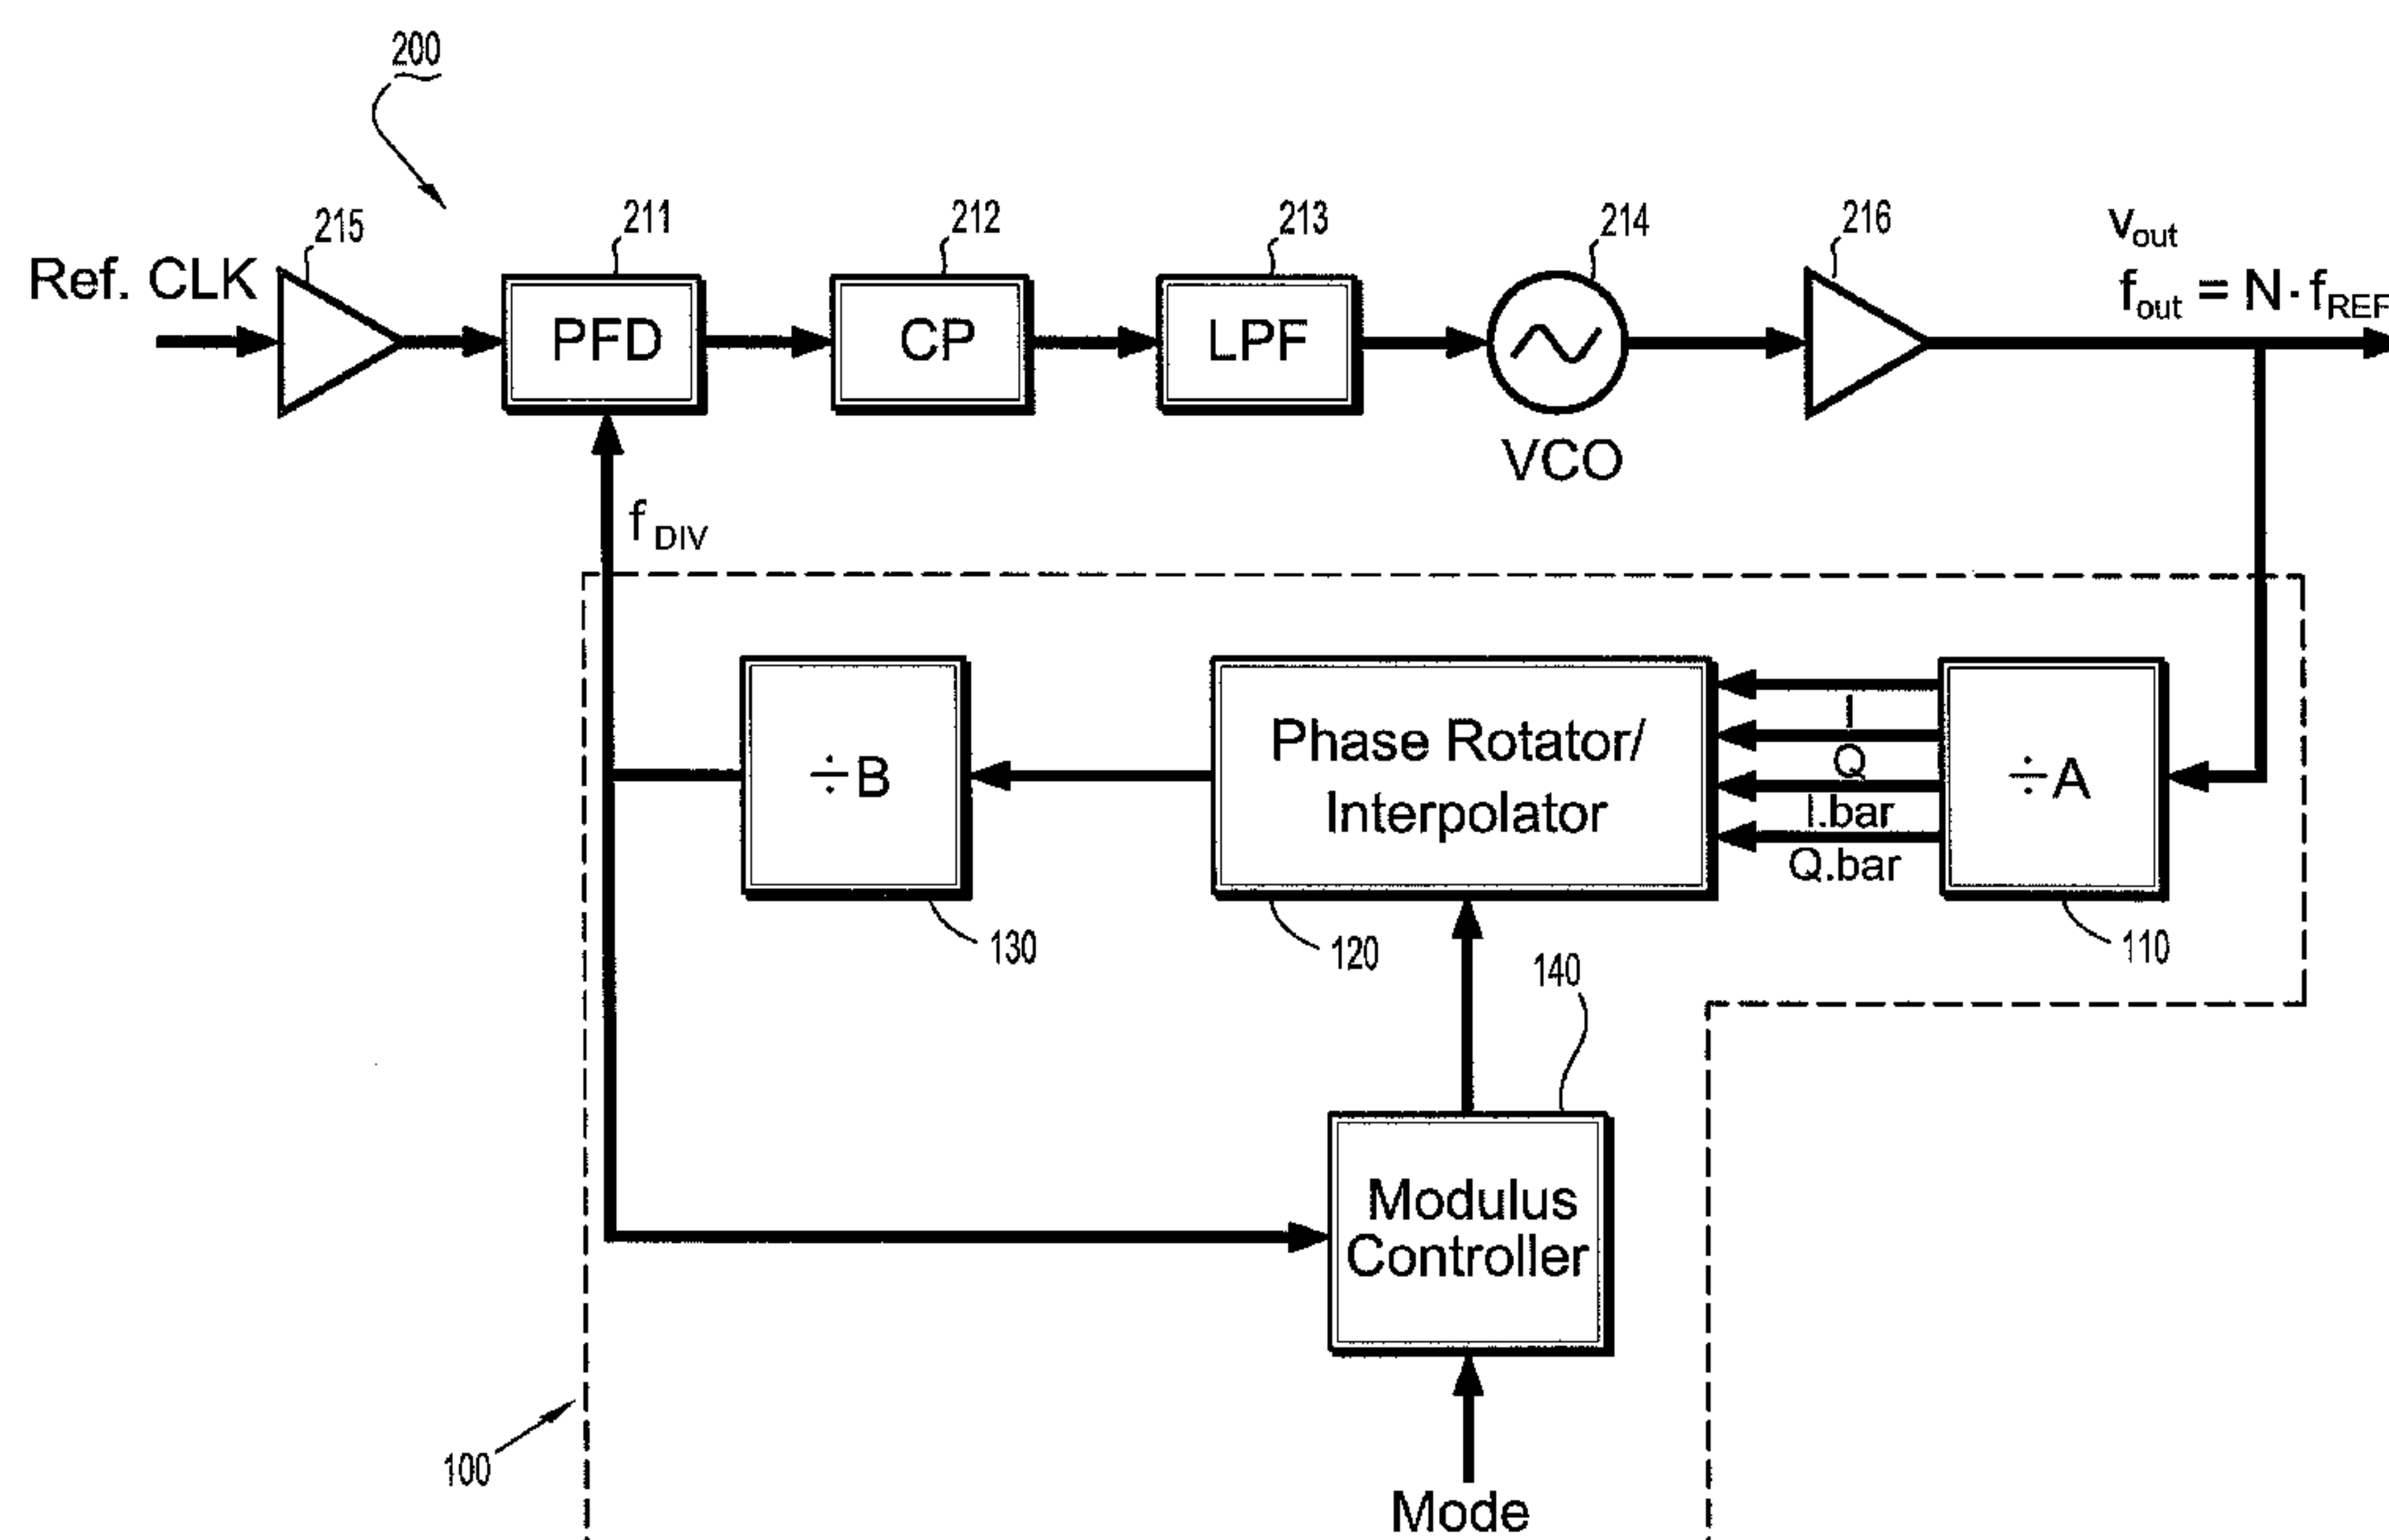 200
215
211
212
213
214
216
Ref. CLK
PFD
CP
LPF
VCO
Vout
fout = N·fREF
fDIV
÷B
Phase Rotator/
Interpolator
I
Q
I.bar
Q.bar
÷A
130
120
110
140
Modulus
Controller
100
Mode